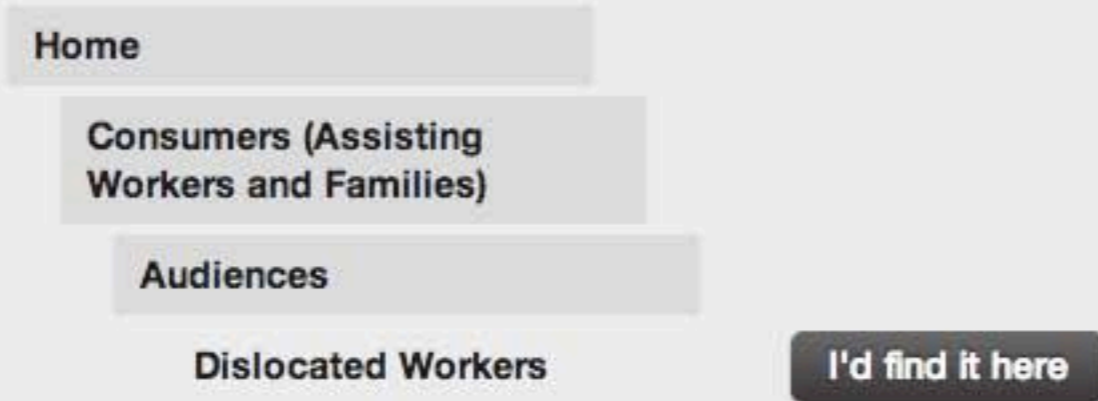 Home
Consumers (Assisting
Workers and Families)
Audiences
Dislocated Workers
I'd find it here